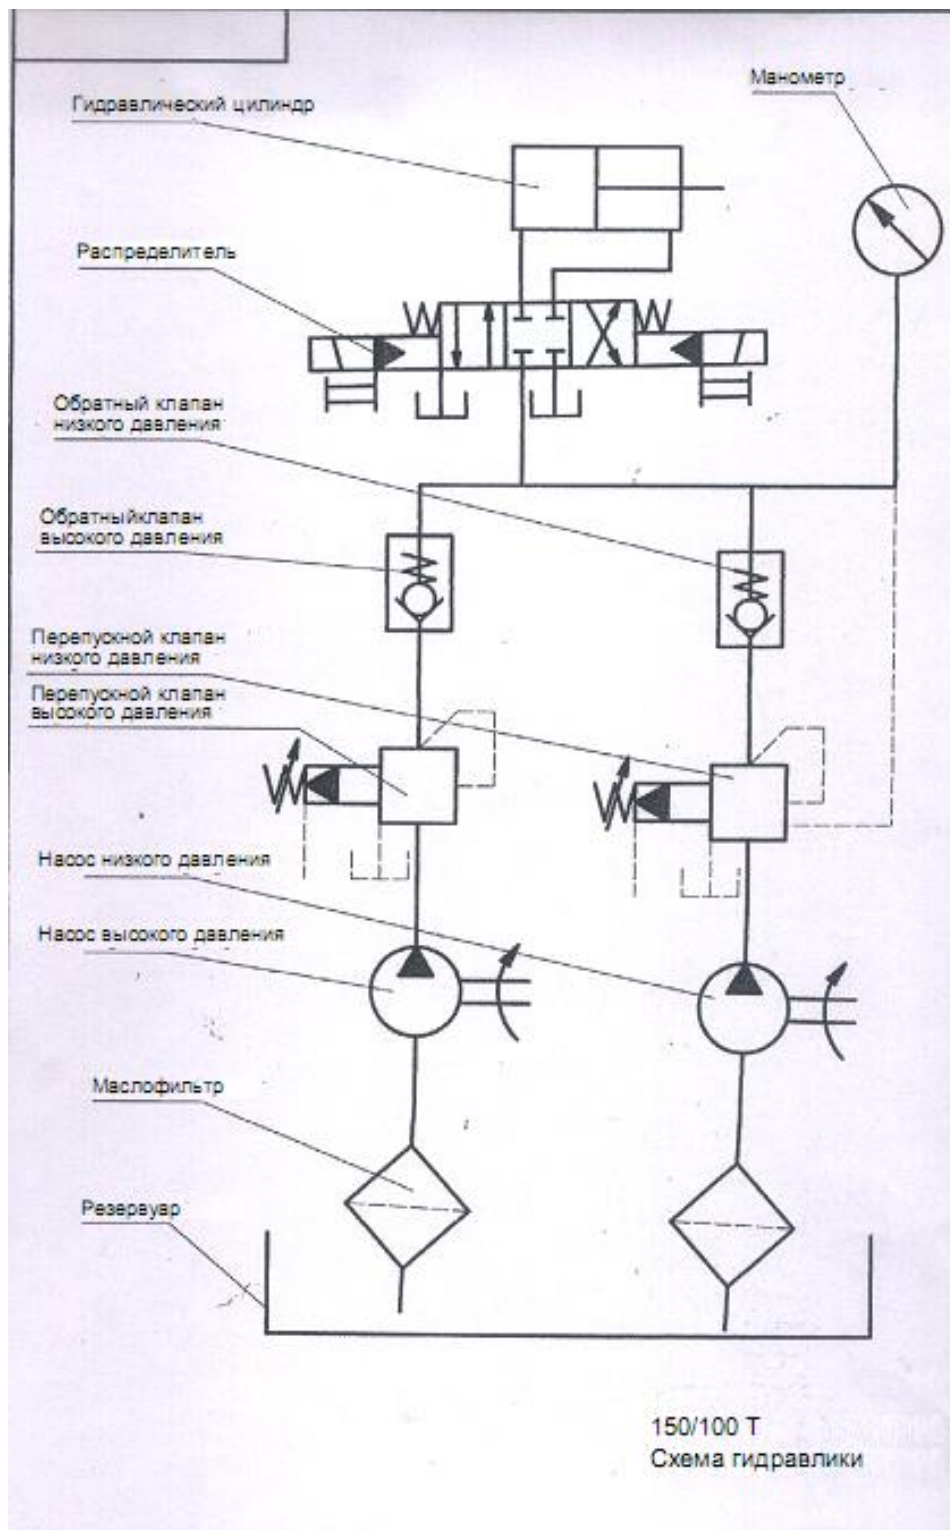 Манометр
Гидравлический цилиндр
Распределитель
Обратный клапан
низкого давления
Обратныйклапан
высокого давления
Перепускной клапан
низкого давления
Перепускной клапан
высокого давления
Насос низкого давления
Насос высокого давления
Маслофильтр
Резервувр
150/100 Т
Схема гидравлики